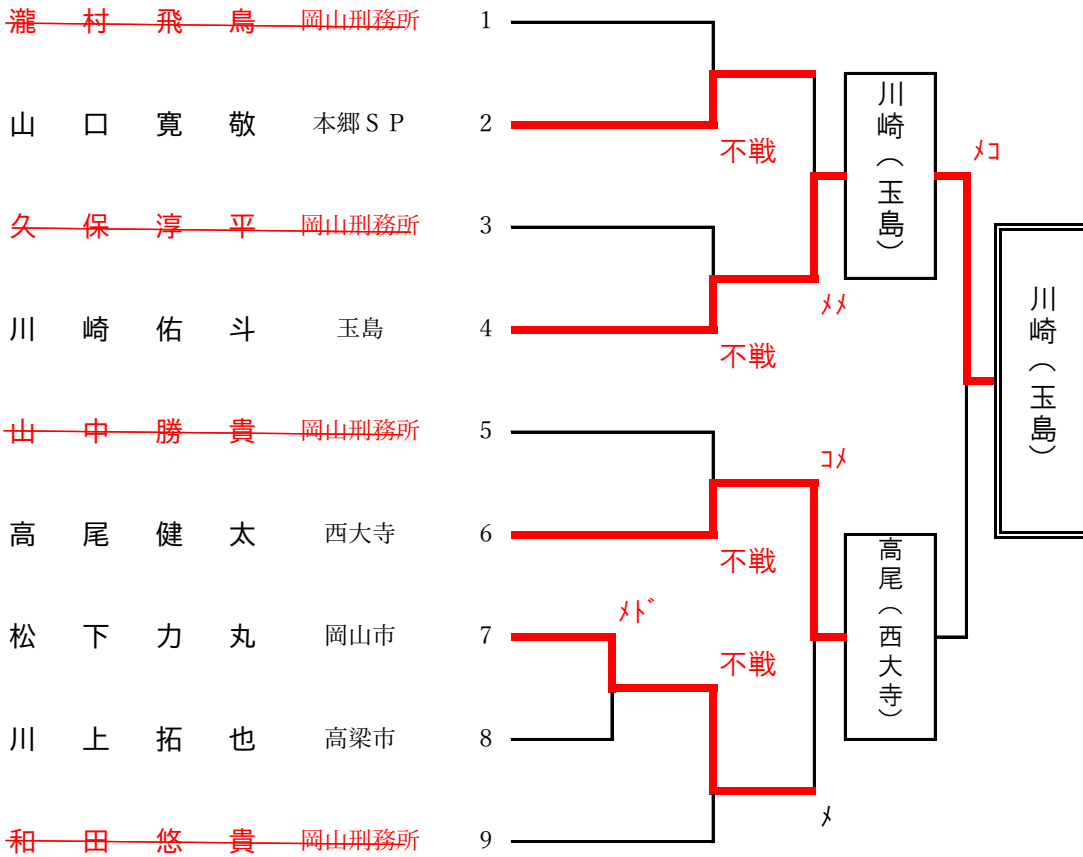 瀧村飛鳥 岡山刑務所 1
山口寛敬 本郷ＳＰ 2
不戦
久保淳平 岡山刑務所 3
川崎佑斗 玉島 4
不戦
ﾒﾒ
川崎（玉島）
ﾒｺ
川崎（玉島）
山中勝貴 岡山刑務所 5
高尾健太 西大寺 6
不戦
ｺﾒ
高尾（西大寺）
松下力丸 岡山市 7
ﾒﾄﾞ
不戦
川上拓也 高梁市 8
和田悠貴 岡山刑務所 9
ﾒ